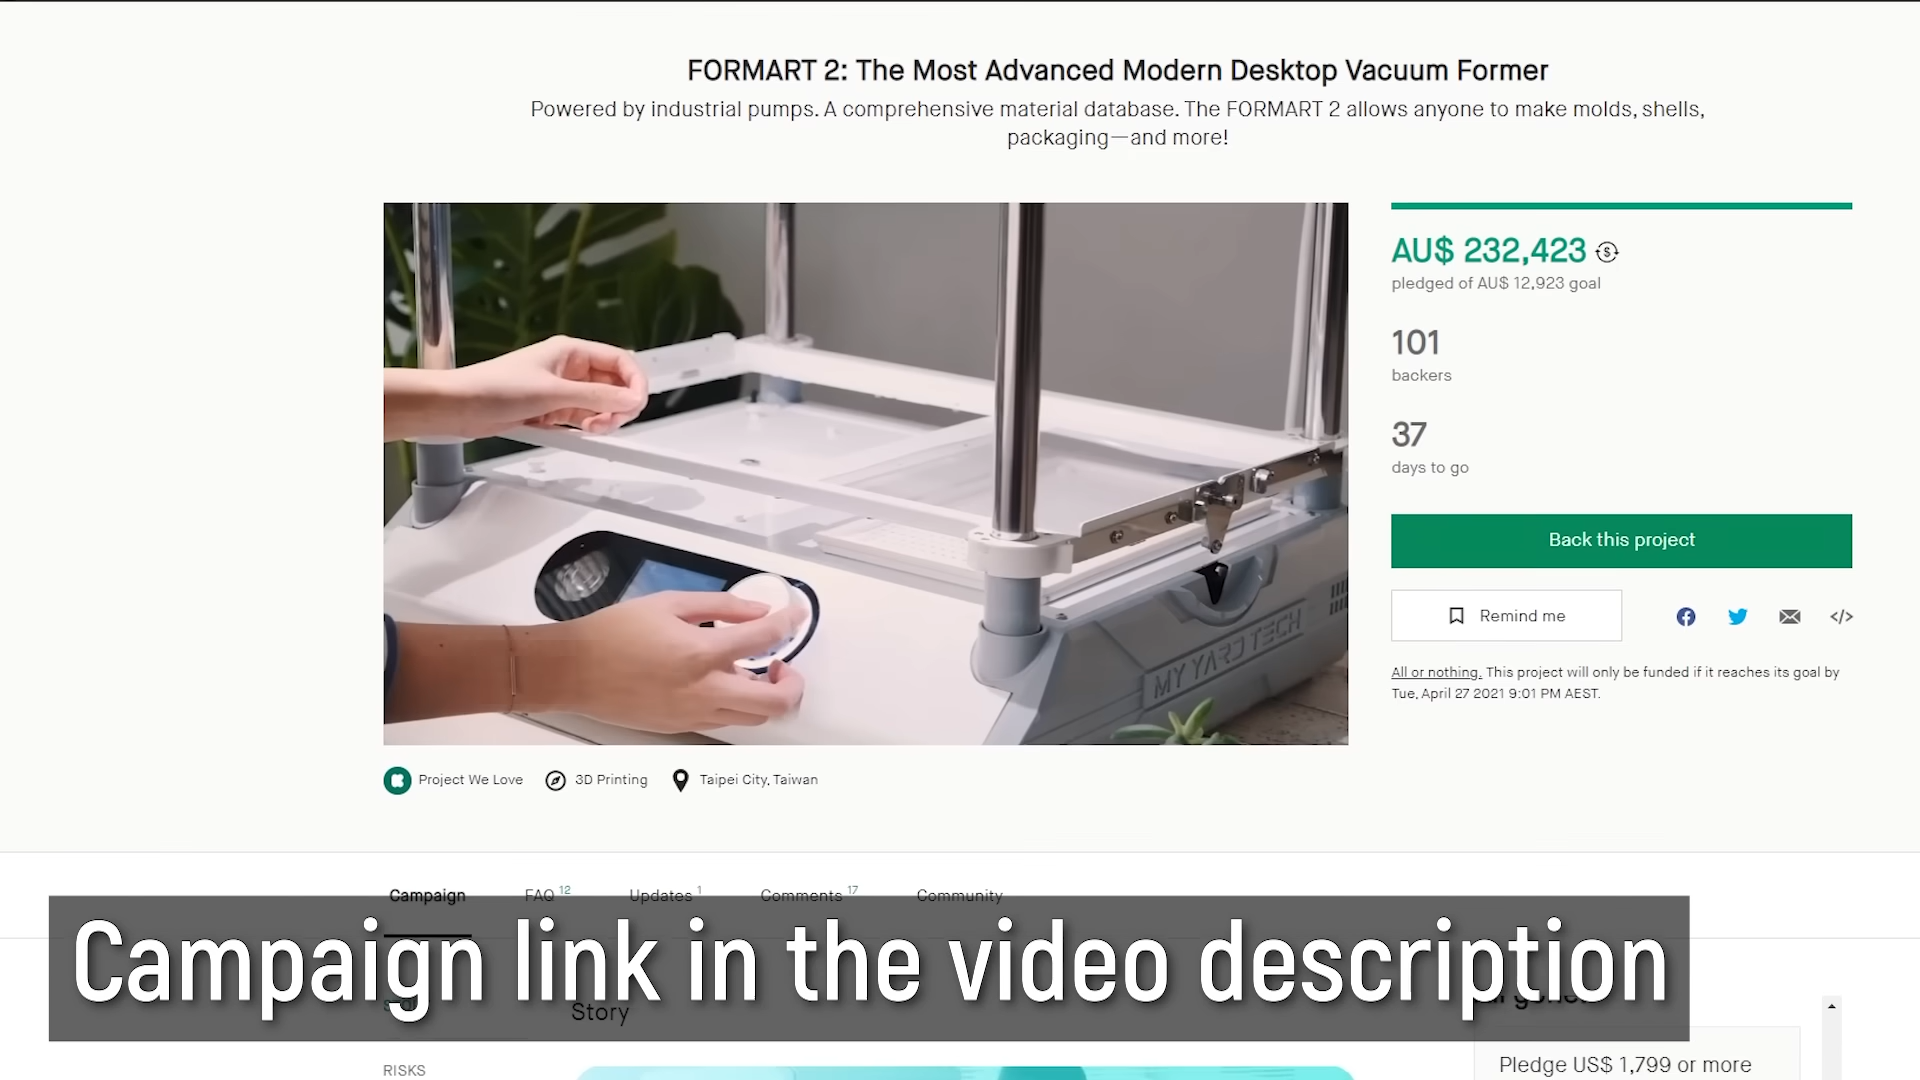 FORMART 2: The Most Advanced Modern Desktop Vacuum Former
Powered by industrial pumps. A comprehensive material database. The FORMART 2 allows anyone to make molds, shells,
packaging—and more!
AU$ 232,423
pledged of AU$ 12,923 goal
101
backers
37
days to go
Back this project
Remind me
All or nothing. This project will only be funded if it reaches its goal by
Tue, April 27 2021 9:01 PM AEST.
MY YARD TECH
Project We Love
3D Printing
Taipei City, Taiwan
Campaign
FAQ 12
Updates 1
Comments 17
Community
Campaign link in the video description
Story
RISKS
Pledge US$ 1,799 or more